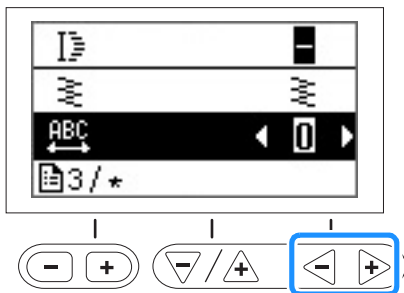 –
ABC 0
3/*
- +
- / +
- +